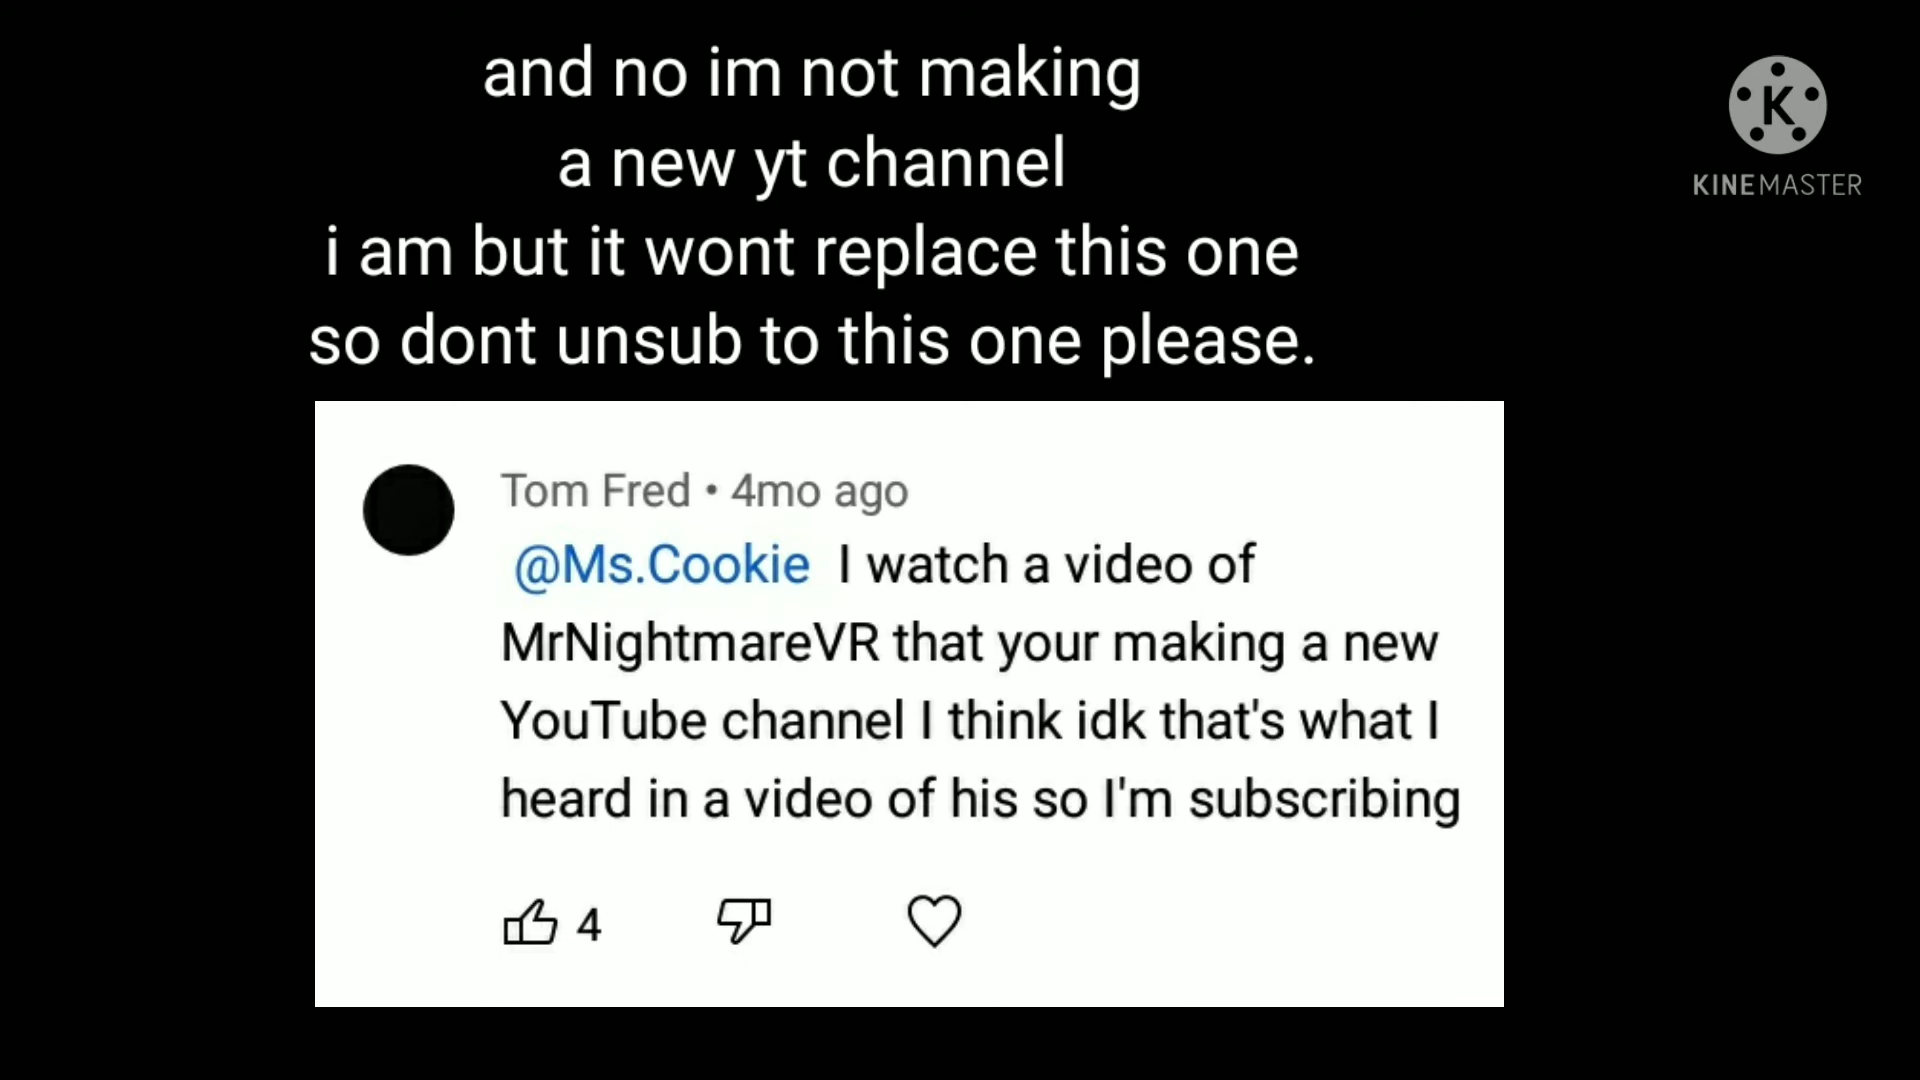 and no im not making
a new yt channel
i am but it wont replace this one
so dont unsub to this one please.
K
KINEMASTER
Tom Fred • 4mo ago
@Ms.Cookie I watch a video of
MrNightmareVR that your making a new
YouTube channel I think idk that's what I
heard in a video of his so I'm subscribing
4